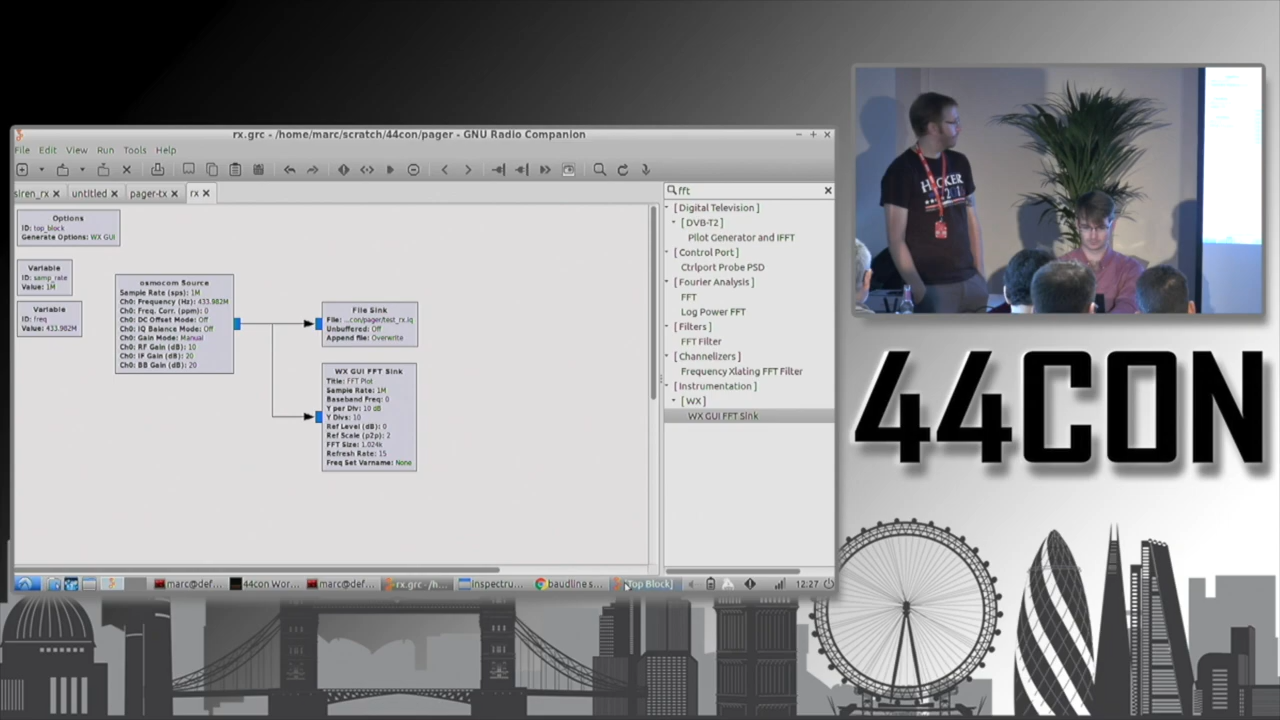 rx.grc - /home/marc/scratch/44con/pager - GNU Radio Companion
File Edit View Run Tools Help
siren_rx untitled pager-tx rx
fft
Options
ID: top_block
Generate Options: WX GUI
Variable
ID: samp_rate
Value: 1M
Variable
ID: freq
Value: 433.982M
osmocom Source
Sample Rate (sps): 1M
Ch0: Frequency (Hz): 433.982M
Ch0: Freq. Corr. (ppm): 0
Ch0: DC Offset Mode: Off
Ch0: IQ Balance Mode: Off
Ch0: Gain Mode: Manual
Ch0: RF Gain (dB): 10
Ch0: IF Gain (dB): 20
Ch0: BB Gain (dB): 20
File Sink
File: ...con/pager/test_rx.iq
Unbuffered: Off
Append file: Overwrite
WX GUI FFT Sink
Title: FFT Plot
Sample Rate: 1M
Baseband Freq: 0
Y per Div: 10 dB
Y Divs: 10
Ref Level (dB): 0
Ref Scale (p2p): 2
FFT Size: 1.024k
Refresh Rate: 15
Freq Set Varname: None
[ Digital Television ]
[ DVB-T2 ]
Pilot Generator and IFFT
[ Control Port ]
Ctrlport Probe PSD
[ Fourier Analysis ]
FFT
Log Power FFT
[ Filters ]
FFT Filter
[ Channelizers ]
Frequency Xlating FFT Filter
[ Instrumentation ]
[ WX ]
WX GUI FFT Sink
marc@def... 44con Wor... marc@def... rx.grc - /h... inspectru... baudline s... [Top Block] 12:27
44CON